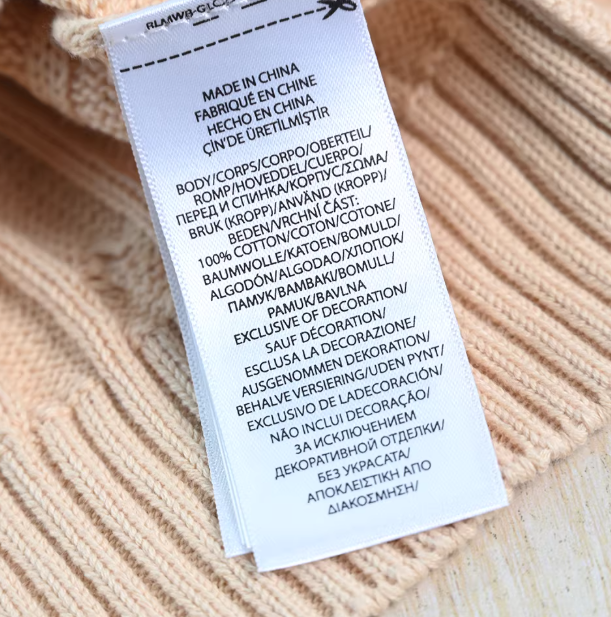 MADE IN CHINA
FABRIQUÉ EN CHINE
HECHO EN CHINA
ÇİN'DE ÜRETİLMİŞTİR
BODY/CORPS/CORPO/OBERTEIL/
ROMP/HOVEDDEL/CUERPO/
ПЕРЕД И СПИНКА/КОРПУС/ΣΩΜΑ/
BRUK (KROPP)/ANVÄND (KROPP)/
BEDEN/VRCHNÍ ČÁST:
100% COTTON/COTON/COTONE/
BAUMWOLLE/KATOEN/BOMULD/
ALGODÓN/ALGODAO/ХЛОПОК/
ПАМУК/BAMBAKI/BOMULL/
PAMUK/BAVLNA
EXCLUSIVE OF DECORATION/
SAUF DÉCORATION/
ESCLUSA LA DECORAZIONE/
AUSGENOMMEN DEKORATION/
BEHALVE VERSIERING/UDEN PYNT/
EXCLUSIVO DE LADECORACIÓN/
NÃO INCLUI DECORAÇÃO/
ЗА ИСКЛЮЧЕНИЕМ
ДЕКОРАТИВНОЙ ОТДЕЛКИ/
БЕЗ УКРАСАТА/
ΑΠΟΚΛΕΙΣΤΙΚΗ ΑΠΟ
ΔΙΑΚΟΣΜΗΣΗ/